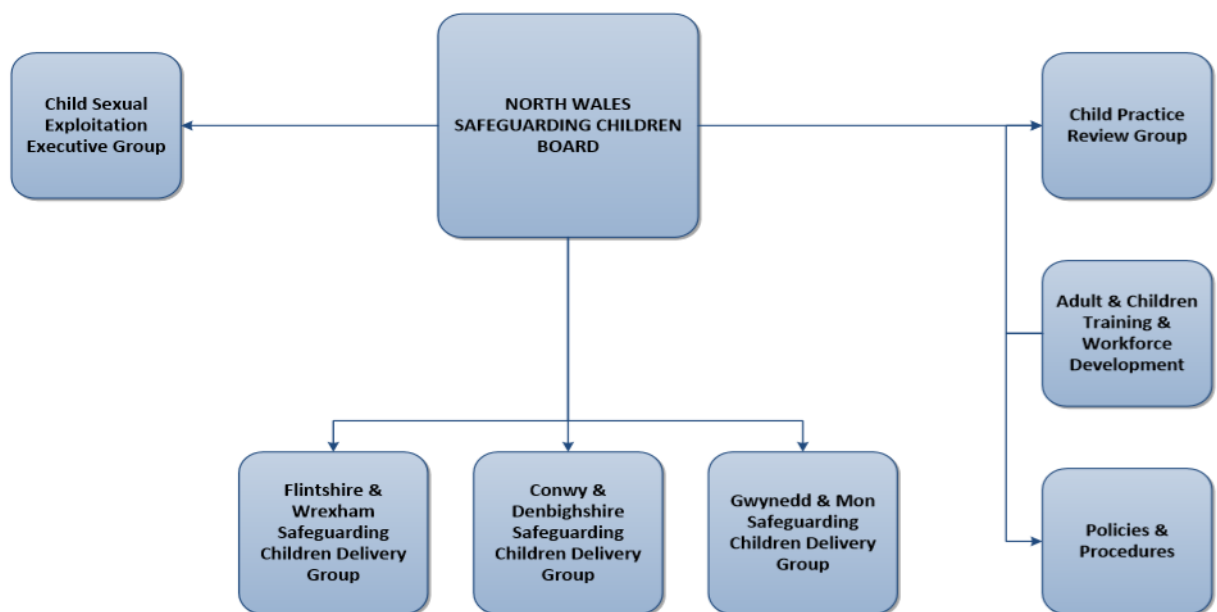 Child Sexual
Exploitation
Executive Group
NORTH WALES
SAFEGUARDING CHILDREN
BOARD
Child Practice
Review Group
Adult & Children
Training &
Workforce
Development
Flintshire &
Wrexham
Safeguarding
Children Delivery
Group
Conwy &
Denbighshire
Safeguarding
Children Delivery
Group
Gwynedd & Mon
Safeguarding
Children Delivery
Group
Policies &
Procedures